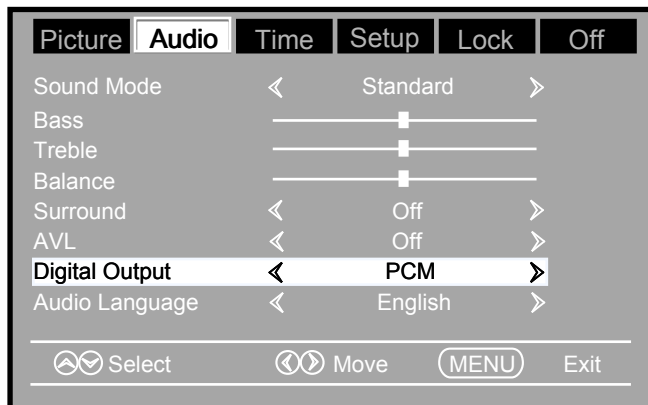 Picture Audio Time Setup Lock Off
Sound Mode Standard
Bass
Treble
Balance
Surround Off
AVL Off
Digital Output PCM
Audio Language English
Select Move MENU Exit